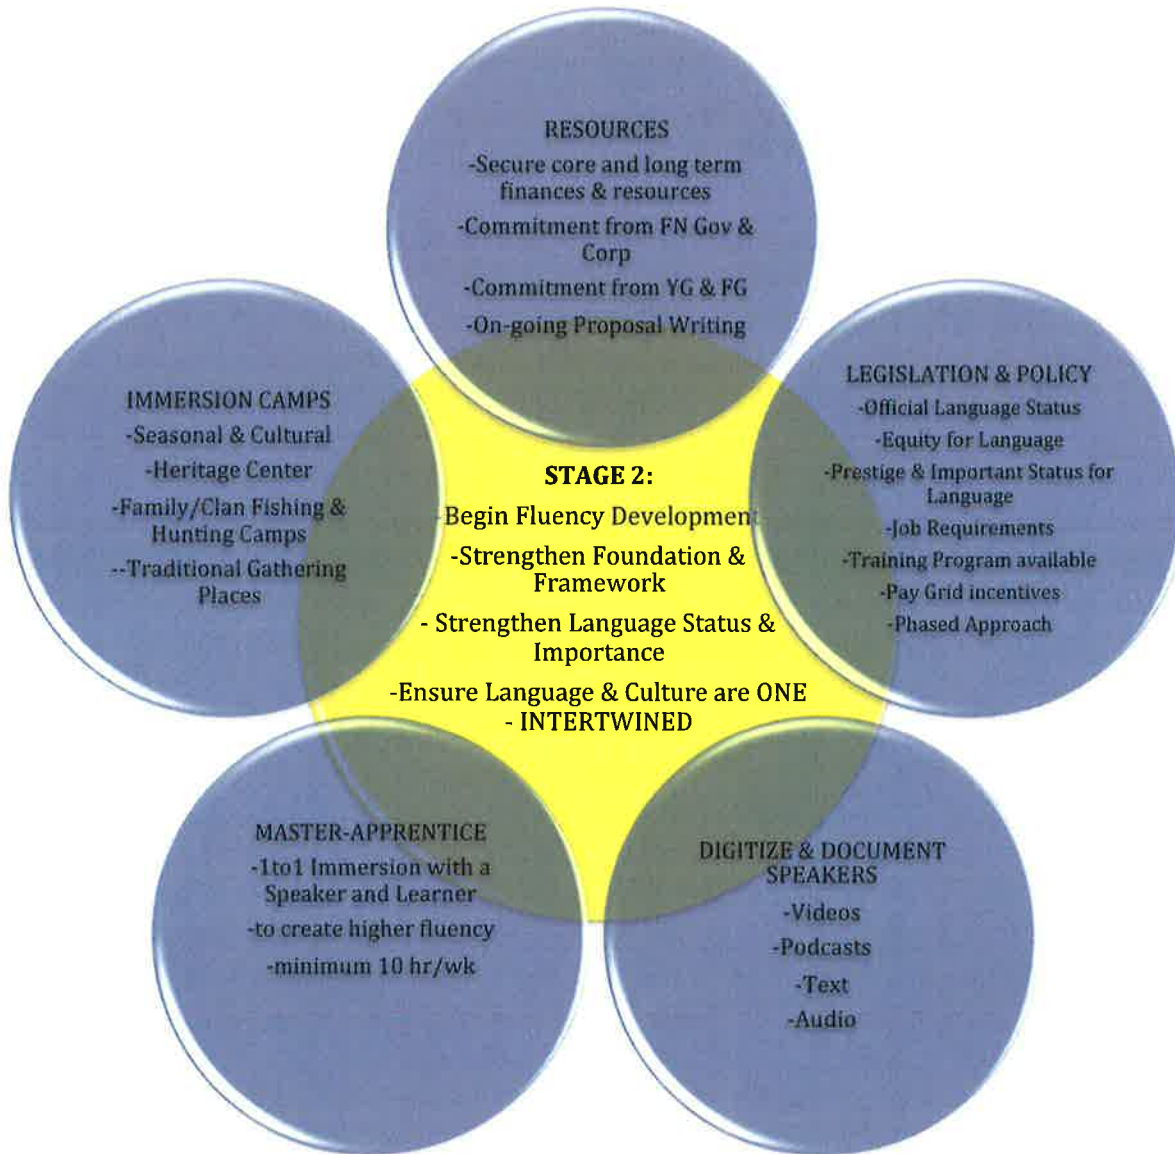 RESOURCES
-Secure core and long term
finances & resources
-Commitment from FN Gov &
Corp
-Commitment from YG & FG
-On-going Proposal Writing
LEGISLATION & POLICY
-Official Language Status
-Equity for Language
-Prestige & Important Status for
Language
-Job Requirements
-Training Program available
-Pay Grid incentives
-Phased Approach
IMMERSION CAMPS
-Seasonal & Cultural
-Heritage Center
-Family/Clan Fishing &
Hunting Camps
--Traditional Gathering
Places
STAGE 2:
-Begin Fluency Development
-Strengthen Foundation &
Framework
- Strengthen Language Status &
Importance
-Ensure Language & Culture are ONE
- INTERTWINED
MASTER-APPRENTICE
-1to1 Immersion with a
Speaker and Learner
-to create higher fluency
-minimum 10 hr/wk
DIGITIZE & DOCUMENT
SPEAKERS
-Videos
-Podcasts
-Text
-Audio